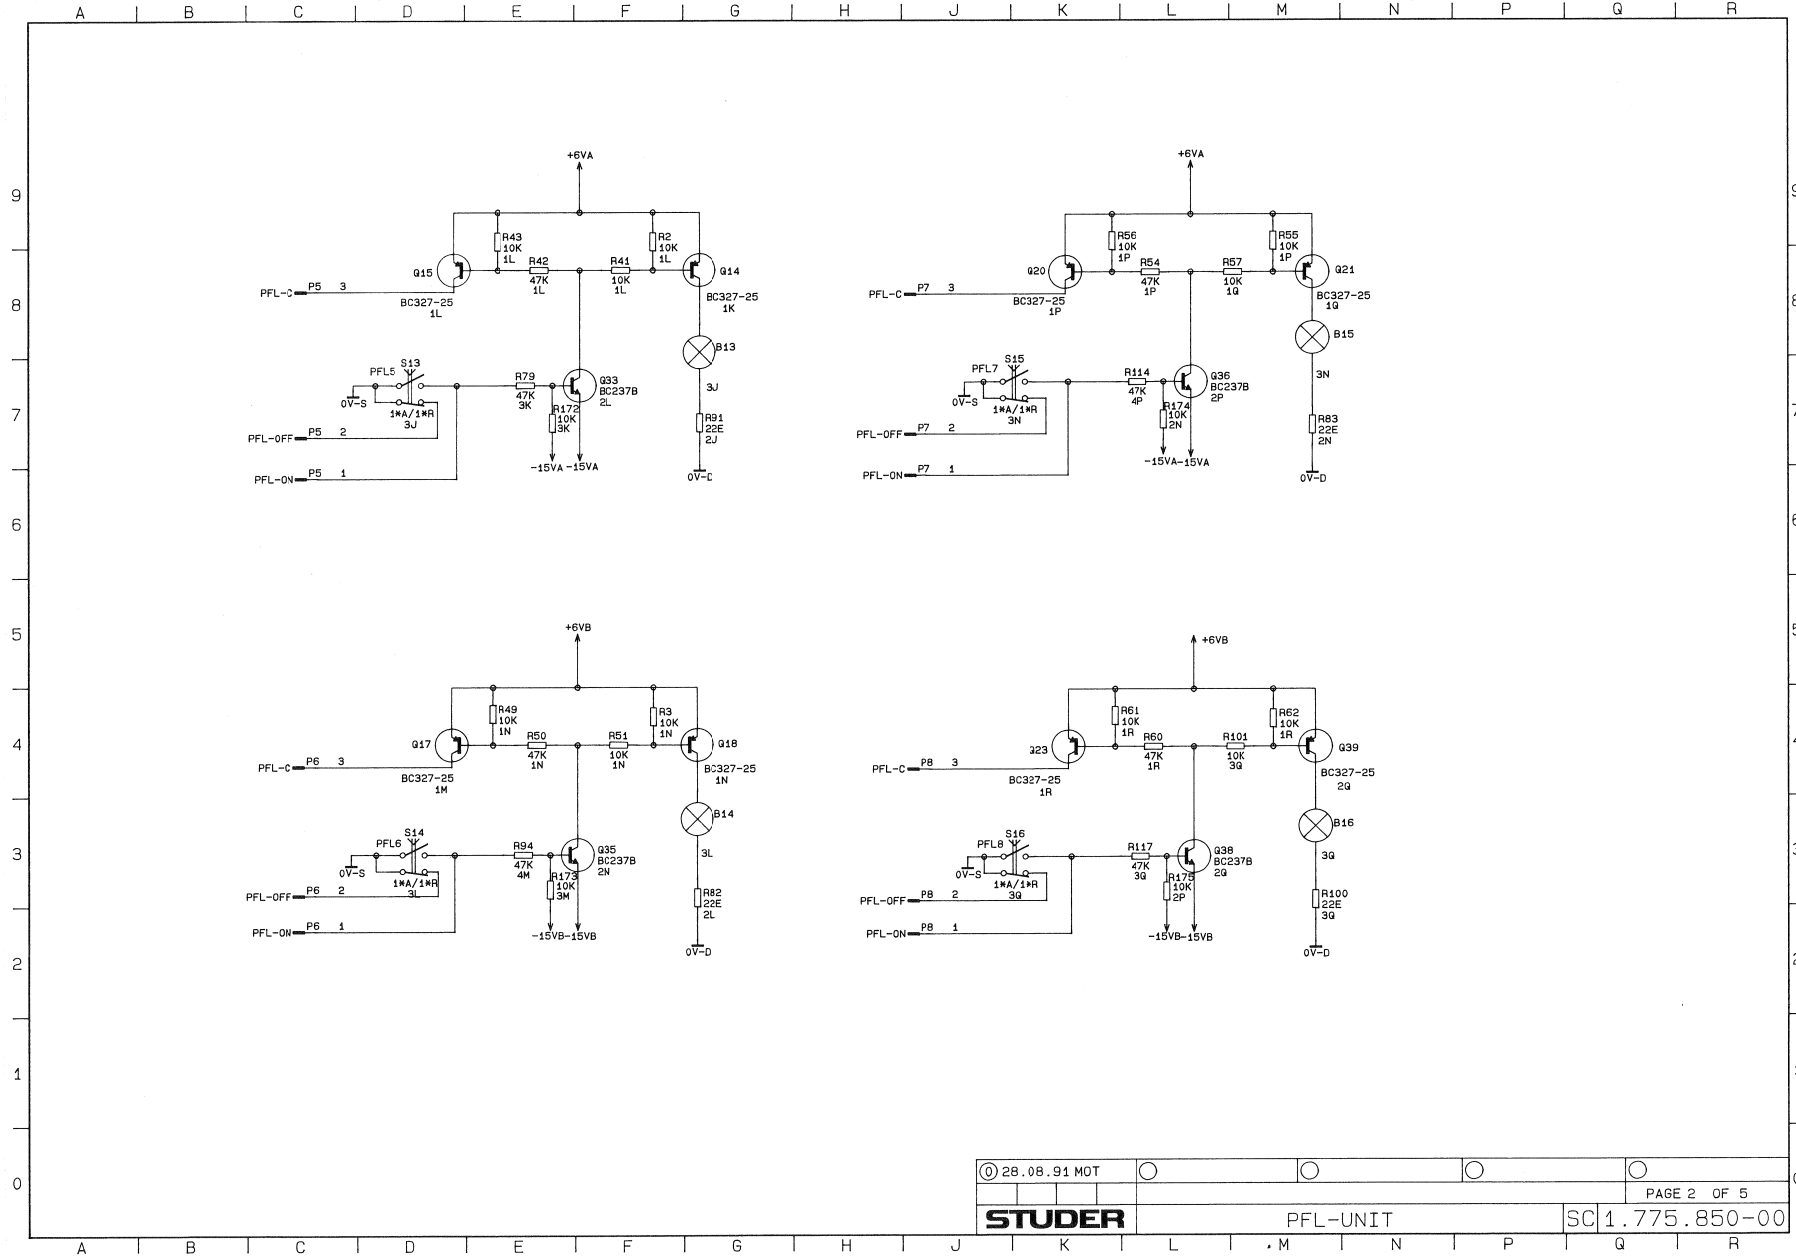 A B C D E F G H J K L M N P Q R
9
8
7
6
5
4
3
2
1
0
+6VA
R43
10K
1L
R2
10K
1L
R42
47K
1L
R41
10K
1L
Q15
BC327-25
1L
Q14
BC327-25
1K
PFL-C P5 3
B13
3J
R91
22E
2J
0V-D
S13
PFL5
0V-S
1*A/1*R
3J
R79
47K
3K
Q33
BC237B
2L
R172
10K
3K
-15VA -15VA
PFL-OFF P5 2
PFL-ON P5 1
+6VA
R56
10K
1P
R55
10K
1P
R54
47K
1P
R57
10K
1Q
Q20
BC327-25
1P
Q21
BC327-25
1Q
PFL-C P7 3
B15
3N
R83
22E
2N
0V-D
S15
PFL7
0V-S
1*A/1*R
3N
R114
47K
4P
Q36
BC237B
2P
R174
10K
2N
-15VA -15VA
PFL-OFF P7 2
PFL-ON P7 1
+6VB
R49
10K
1N
R3
10K
1N
R50
47K
1N
R51
10K
1N
Q17
BC327-25
1M
Q18
BC327-25
1N
PFL-C P6 3
B14
3L
R82
22E
2L
0V-D
S14
PFL6
0V-S
1*A/1*R
3L
R94
47K
4M
Q35
BC237B
2N
R173
10K
3M
-15VB -15VB
PFL-OFF P6 2
PFL-ON P6 1
+6VB
R61
10K
1R
R62
10K
1R
R60
47K
1R
R101
10K
3Q
Q23
BC327-25
1R
Q39
BC327-25
2Q
PFL-C P8 3
B16
3Q
R100
22E
3Q
0V-D
S16
PFL8
0V-S
1*A/1*R
3Q
R117
47K
3Q
Q38
BC237B
2Q
R175
10K
2P
-15VB -15VB
PFL-OFF P8 2
PFL-ON P8 1
0 28.08.91 MOT
PAGE 2 OF 5
STUDER PFL-UNIT SC 1.775.850-00
A B C D E F G H J K L M N P Q R